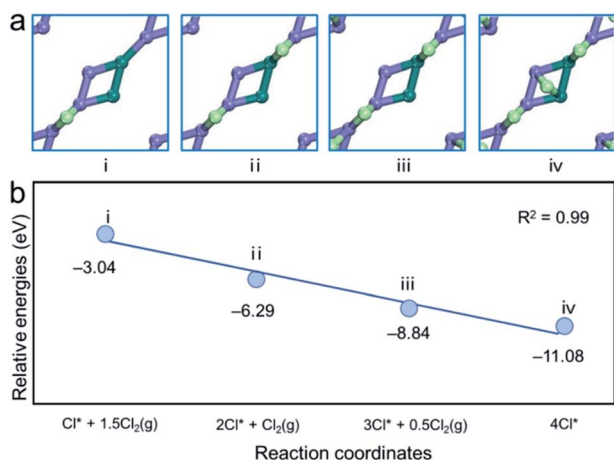 a
i ii iii iv
b
Relative energies (eV)
R² = 0.99
i
−3.04
ii
−6.29
iii
−8.84
iv
−11.08
Cl* + 1.5Cl₂(g) 2Cl* + Cl₂(g) 3Cl* + 0.5Cl₂(g) 4Cl*
Reaction coordinates